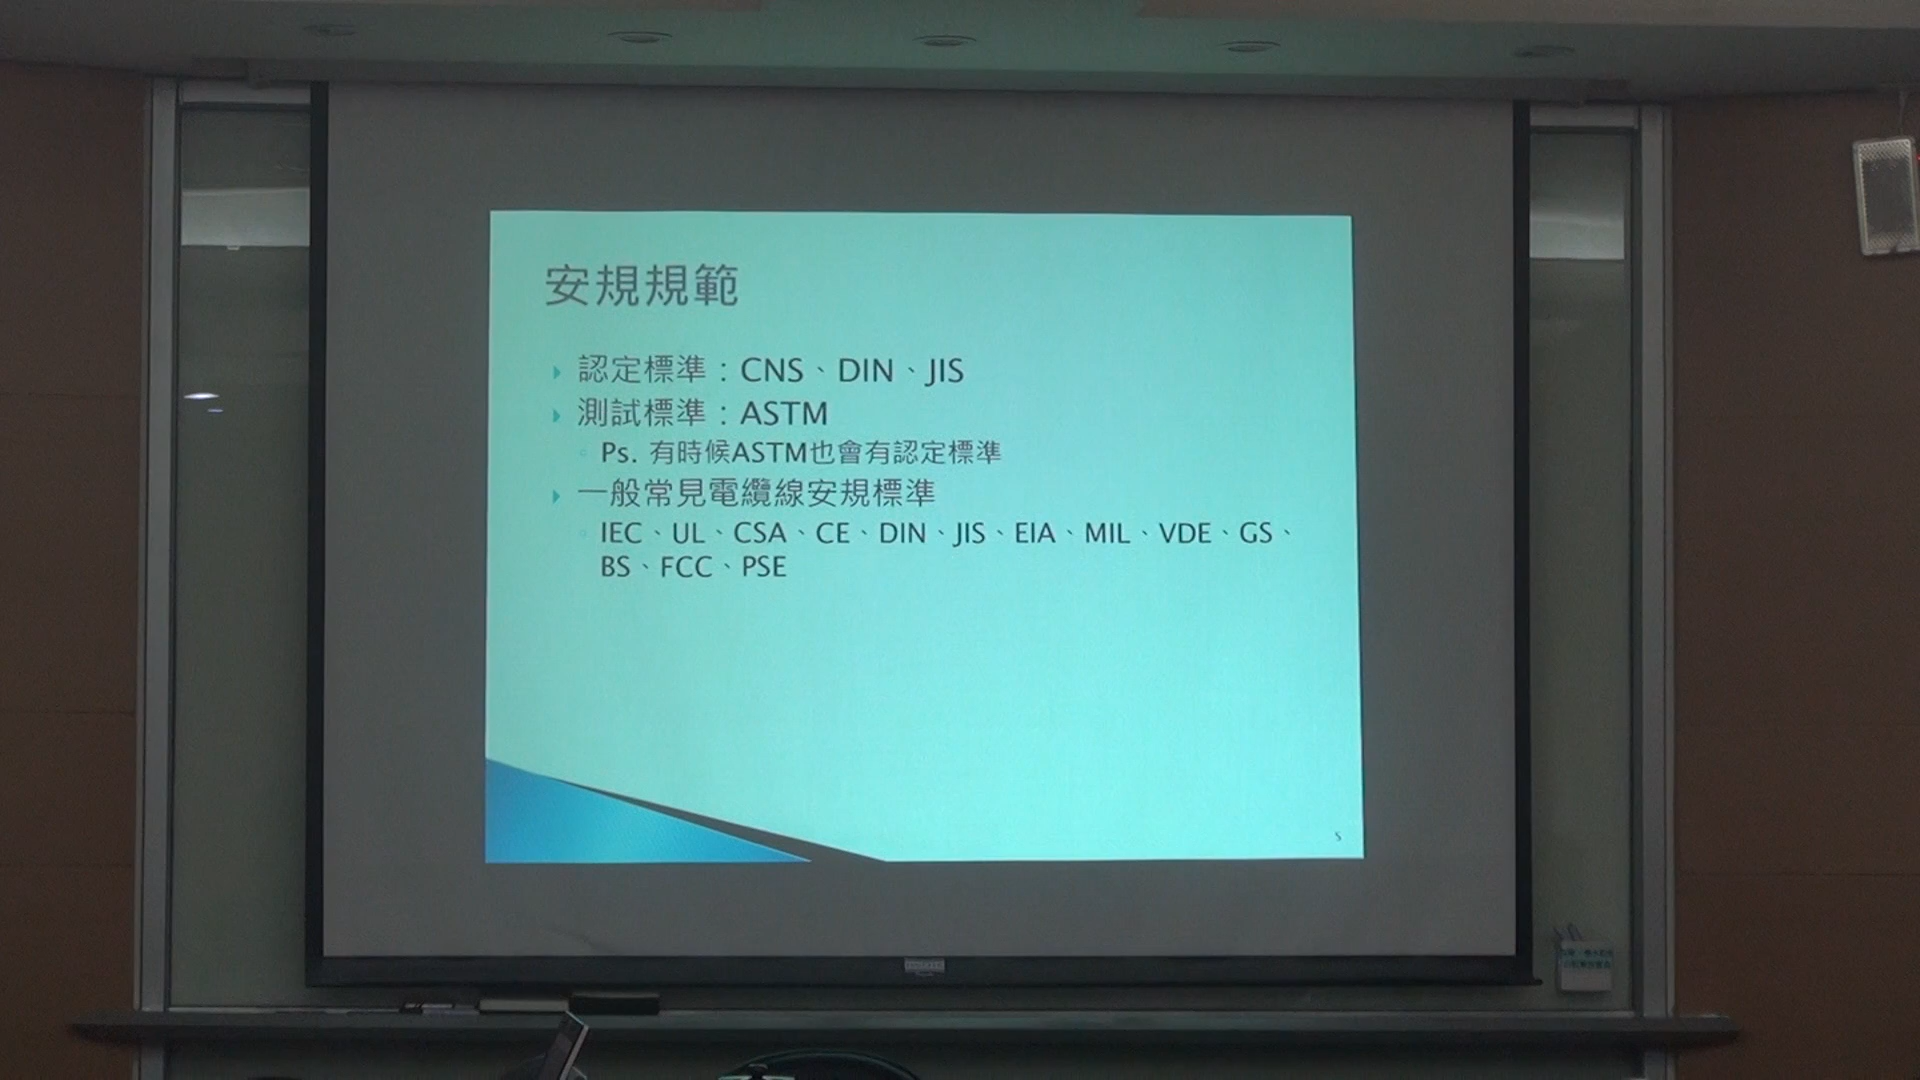 安規規範
認定標準：CNS、DIN、JIS
測試標準：ASTM
Ps. 有時候ASTM也會有認定標準
一般常見電纜線安規標準
IEC、UL、CSA、CE、DIN、JIS、EIA、MIL、VDE、GS、
BS、FCC、PSE
5